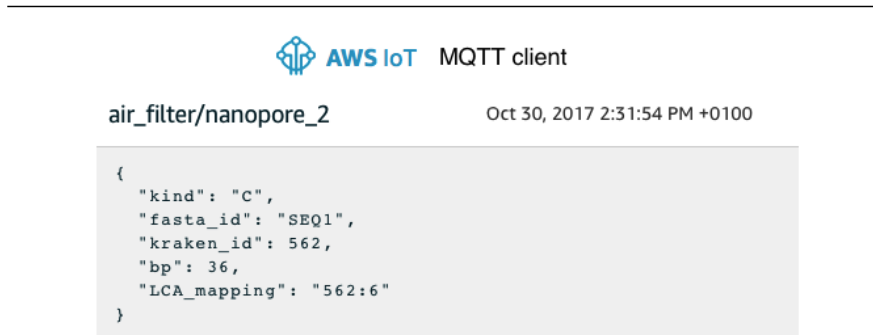 AWS IoT MQTT client
air_filter/nanopore_2 Oct 30, 2017 2:31:54 PM +0100
{
"kind": "C",
"fasta_id": "SEQ1",
"kraken_id": 562,
"bp": 36,
"LCA_mapping": "562:6"
}